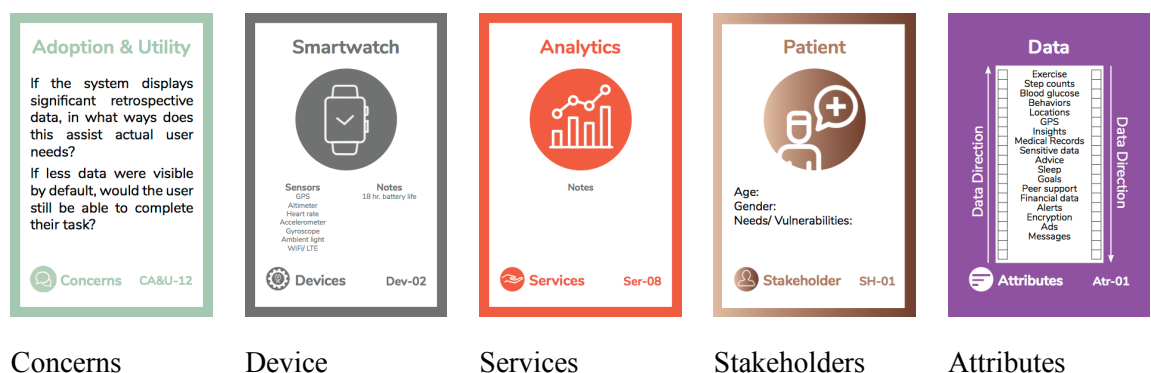 Adoption & Utility
If the system displays
significant retrospective
data, in what ways does
this assist actual user
needs?
If less data were visible
by default, would the user
still be able to complete
their task?
Concerns CA&U-12
Smartwatch
Sensors
GPS
Altimeter
Heart rate
Accelerometer
Gyroscope
Ambient light
WiFi/ LTE
Notes
18 hr. battery life
Devices Dev-02
Analytics
Notes
Services Ser-08
Patient
Age:
Gender:
Needs/ Vulnerabilities:
Stakeholder SH-01
Data
Data Direction
Exercise
Step counts
Blood glucose
Behaviors
Locations
GPS
Insights
Medical Records
Sensitive data
Advice
Sleep
Goals
Peer support
Financial data
Alerts
Encryption
Ads
Messages
Data Direction
Attributes Atr-01
Concerns
Device
Services
Stakeholders
Attributes